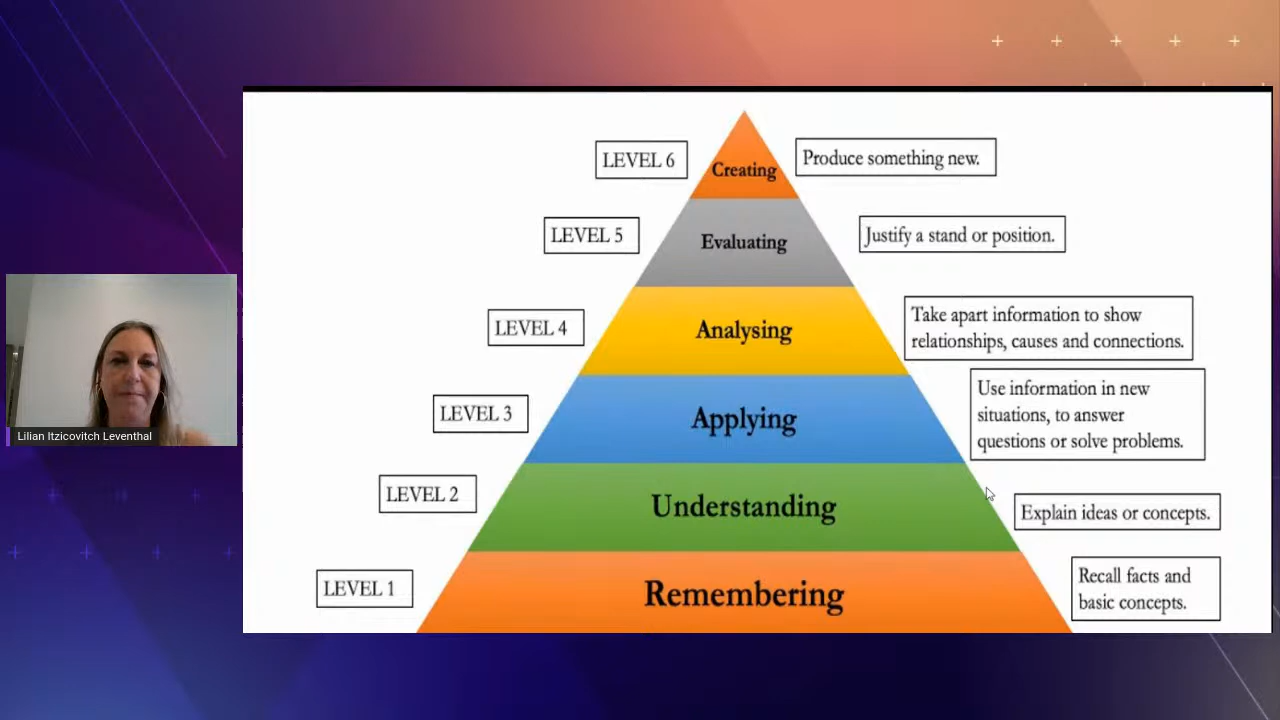 LEVEL 6
Creating
Produce something new.
LEVEL 5
Evaluating
Justify a stand or position.
LEVEL 4
Analysing
Take apart information to show
relationships, causes and connections.
LEVEL 3
Applying
Use information in new
situations, to answer
questions or solve problems.
LEVEL 2
Understanding
Explain ideas or concepts.
LEVEL 1
Remembering
Recall facts and
basic concepts.
Lilian Itzicovitch Leventhal